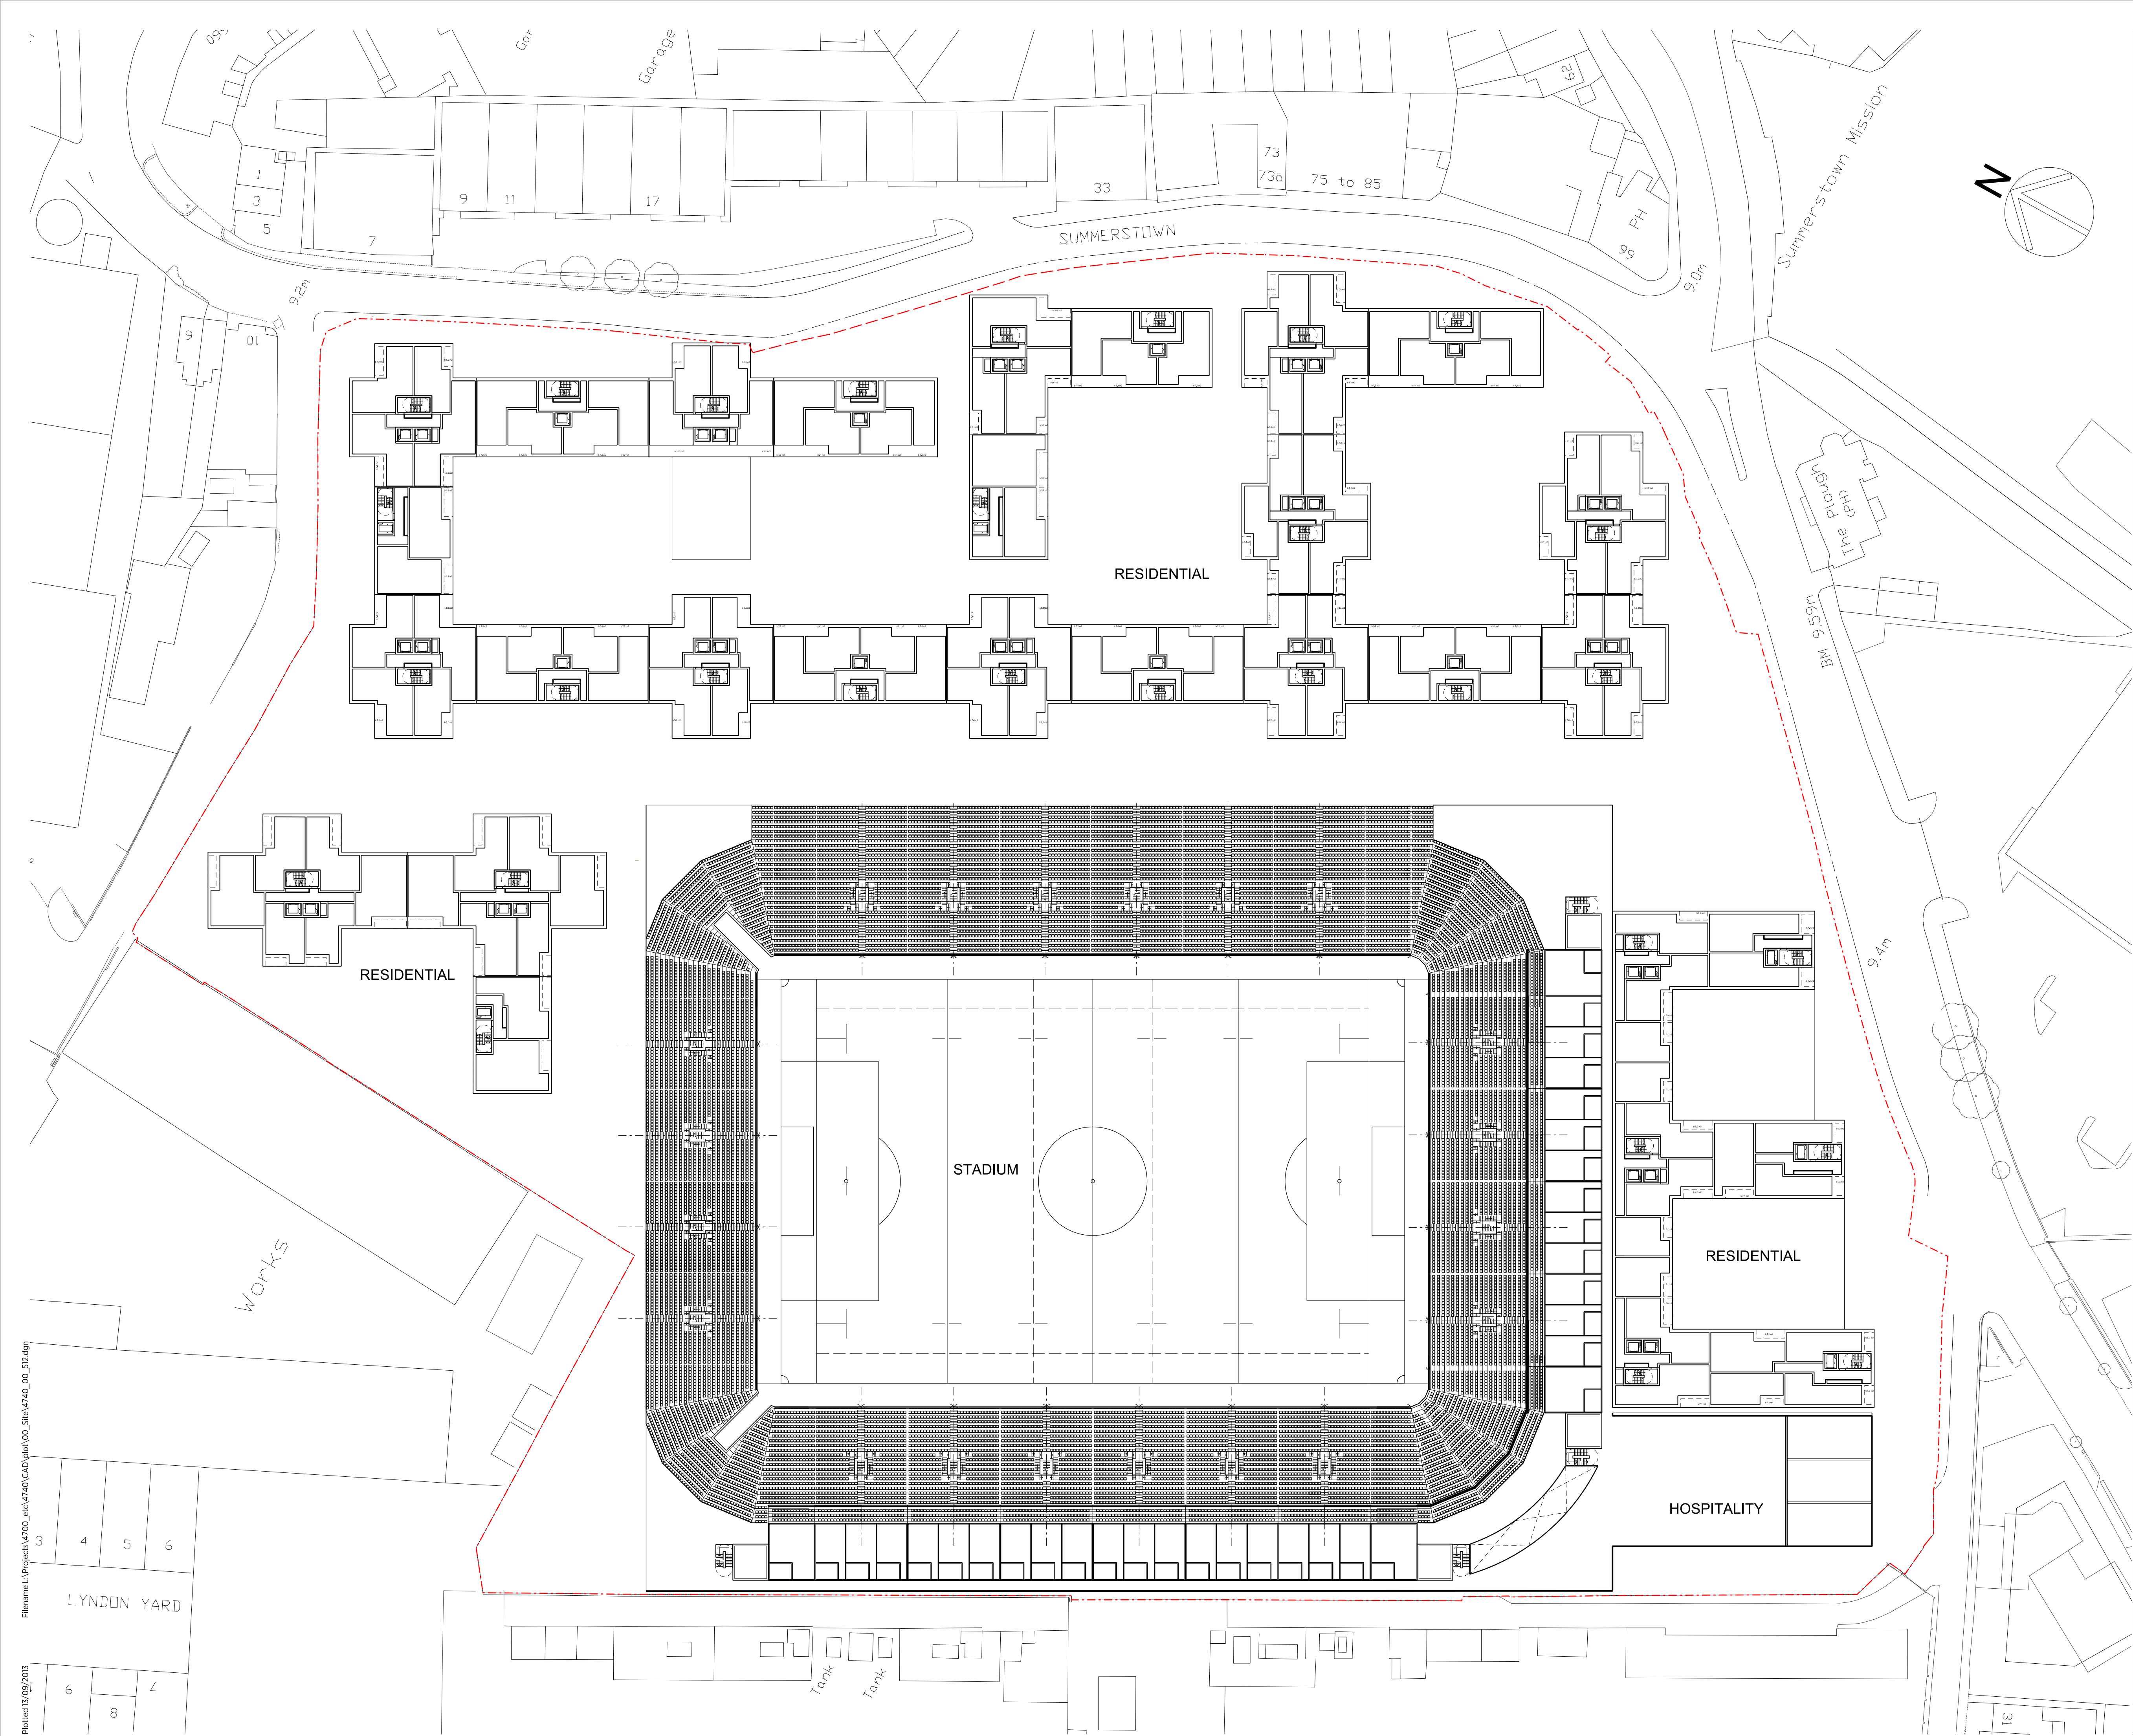 Gar
Garage
62
Summerstown Mission
N
1
3
5
7
9
11
17
33
73
73a
75 to 85
PH
99
SUMMERSTOWN
9.0m
9.2m
9
10
The Plough
(PH)
BM 9.59m
RESIDENTIAL
RESIDENTIAL
9.4m
STADIUM
RESIDENTIAL
Works
HOSPITALITY
3
4
5
6
LYNDON YARD
Tank
Tank
6
8
7
31
Filename L:\Projects\4700_etc\4740\CAD\plot\00_Site\4740_00_512.dgn
Plotted 13/09/2013